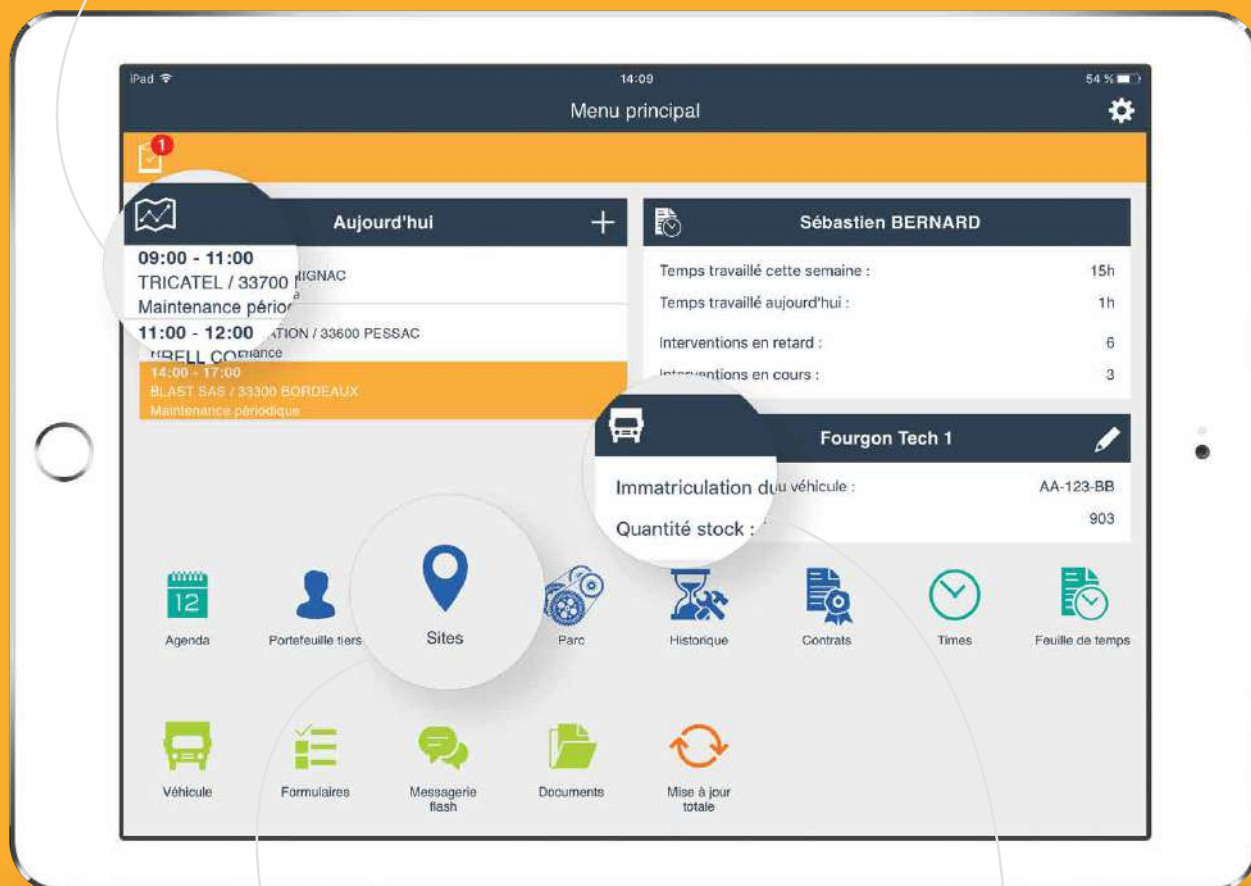 iPad 14:09 54 %
Menu principal
1
Aujourd'hui +
09:00 - 11:00
TRICATEL / 33700 RIGNAC
Maintenance pério
11:00 - 12:00
ATION / 33600 PESSAC
14:00 - 17:00
BLAST SAS / 33300 BORDEAUX
Maintenance périodique
Sébastien BERNARD
Temps travaillé cette semaine : 15h
Temps travaillé aujourd'hui : 1h
Interventions en retard : 6
Interventions en cours : 3
Fourgon Tech 1
Immatriculation du véhicule : AA-123-BB
Quantité stock : 903
12
Agenda
Portefeuille tiers
Sites
Parc
Historique
Contrats
Times
Feuille de temps
Véhicule
Formulaires
Messagerie
flash
Documents
Mise à jour
totale